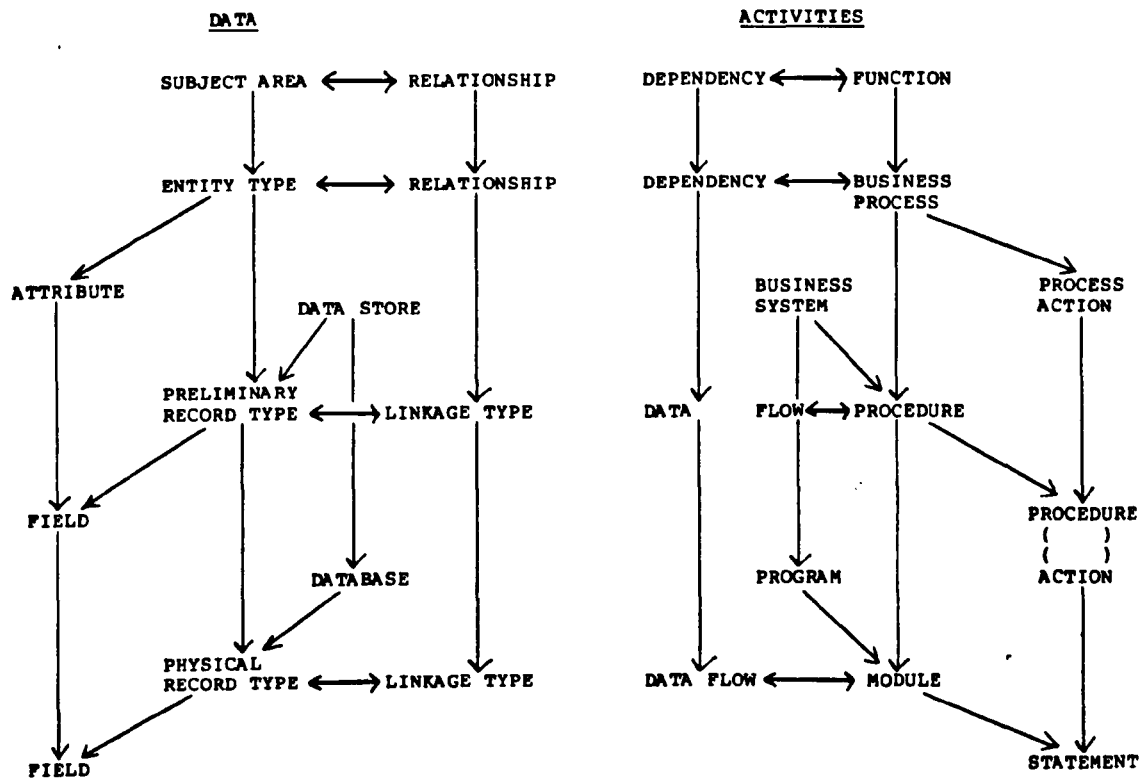 DATA ACTIVITIES
SUBJECT AREA RELATIONSHIP DEPENDENCY FUNCTION
ENTITY TYPE RELATIONSHIP DEPENDENCY BUSINESS
PROCESS
ATTRIBUTE BUSINESS PROCESS
DATA STORE SYSTEM ACTION
PRELIMINARY
RECORD TYPE LINKAGE TYPE DATA FLOW PROCEDURE
FIELD PROCEDURE
( )
( )
DATABASE PROGRAM ACTION
PHYSICAL
RECORD TYPE LINKAGE TYPE DATA FLOW MODULE
FIELD STATEMENT